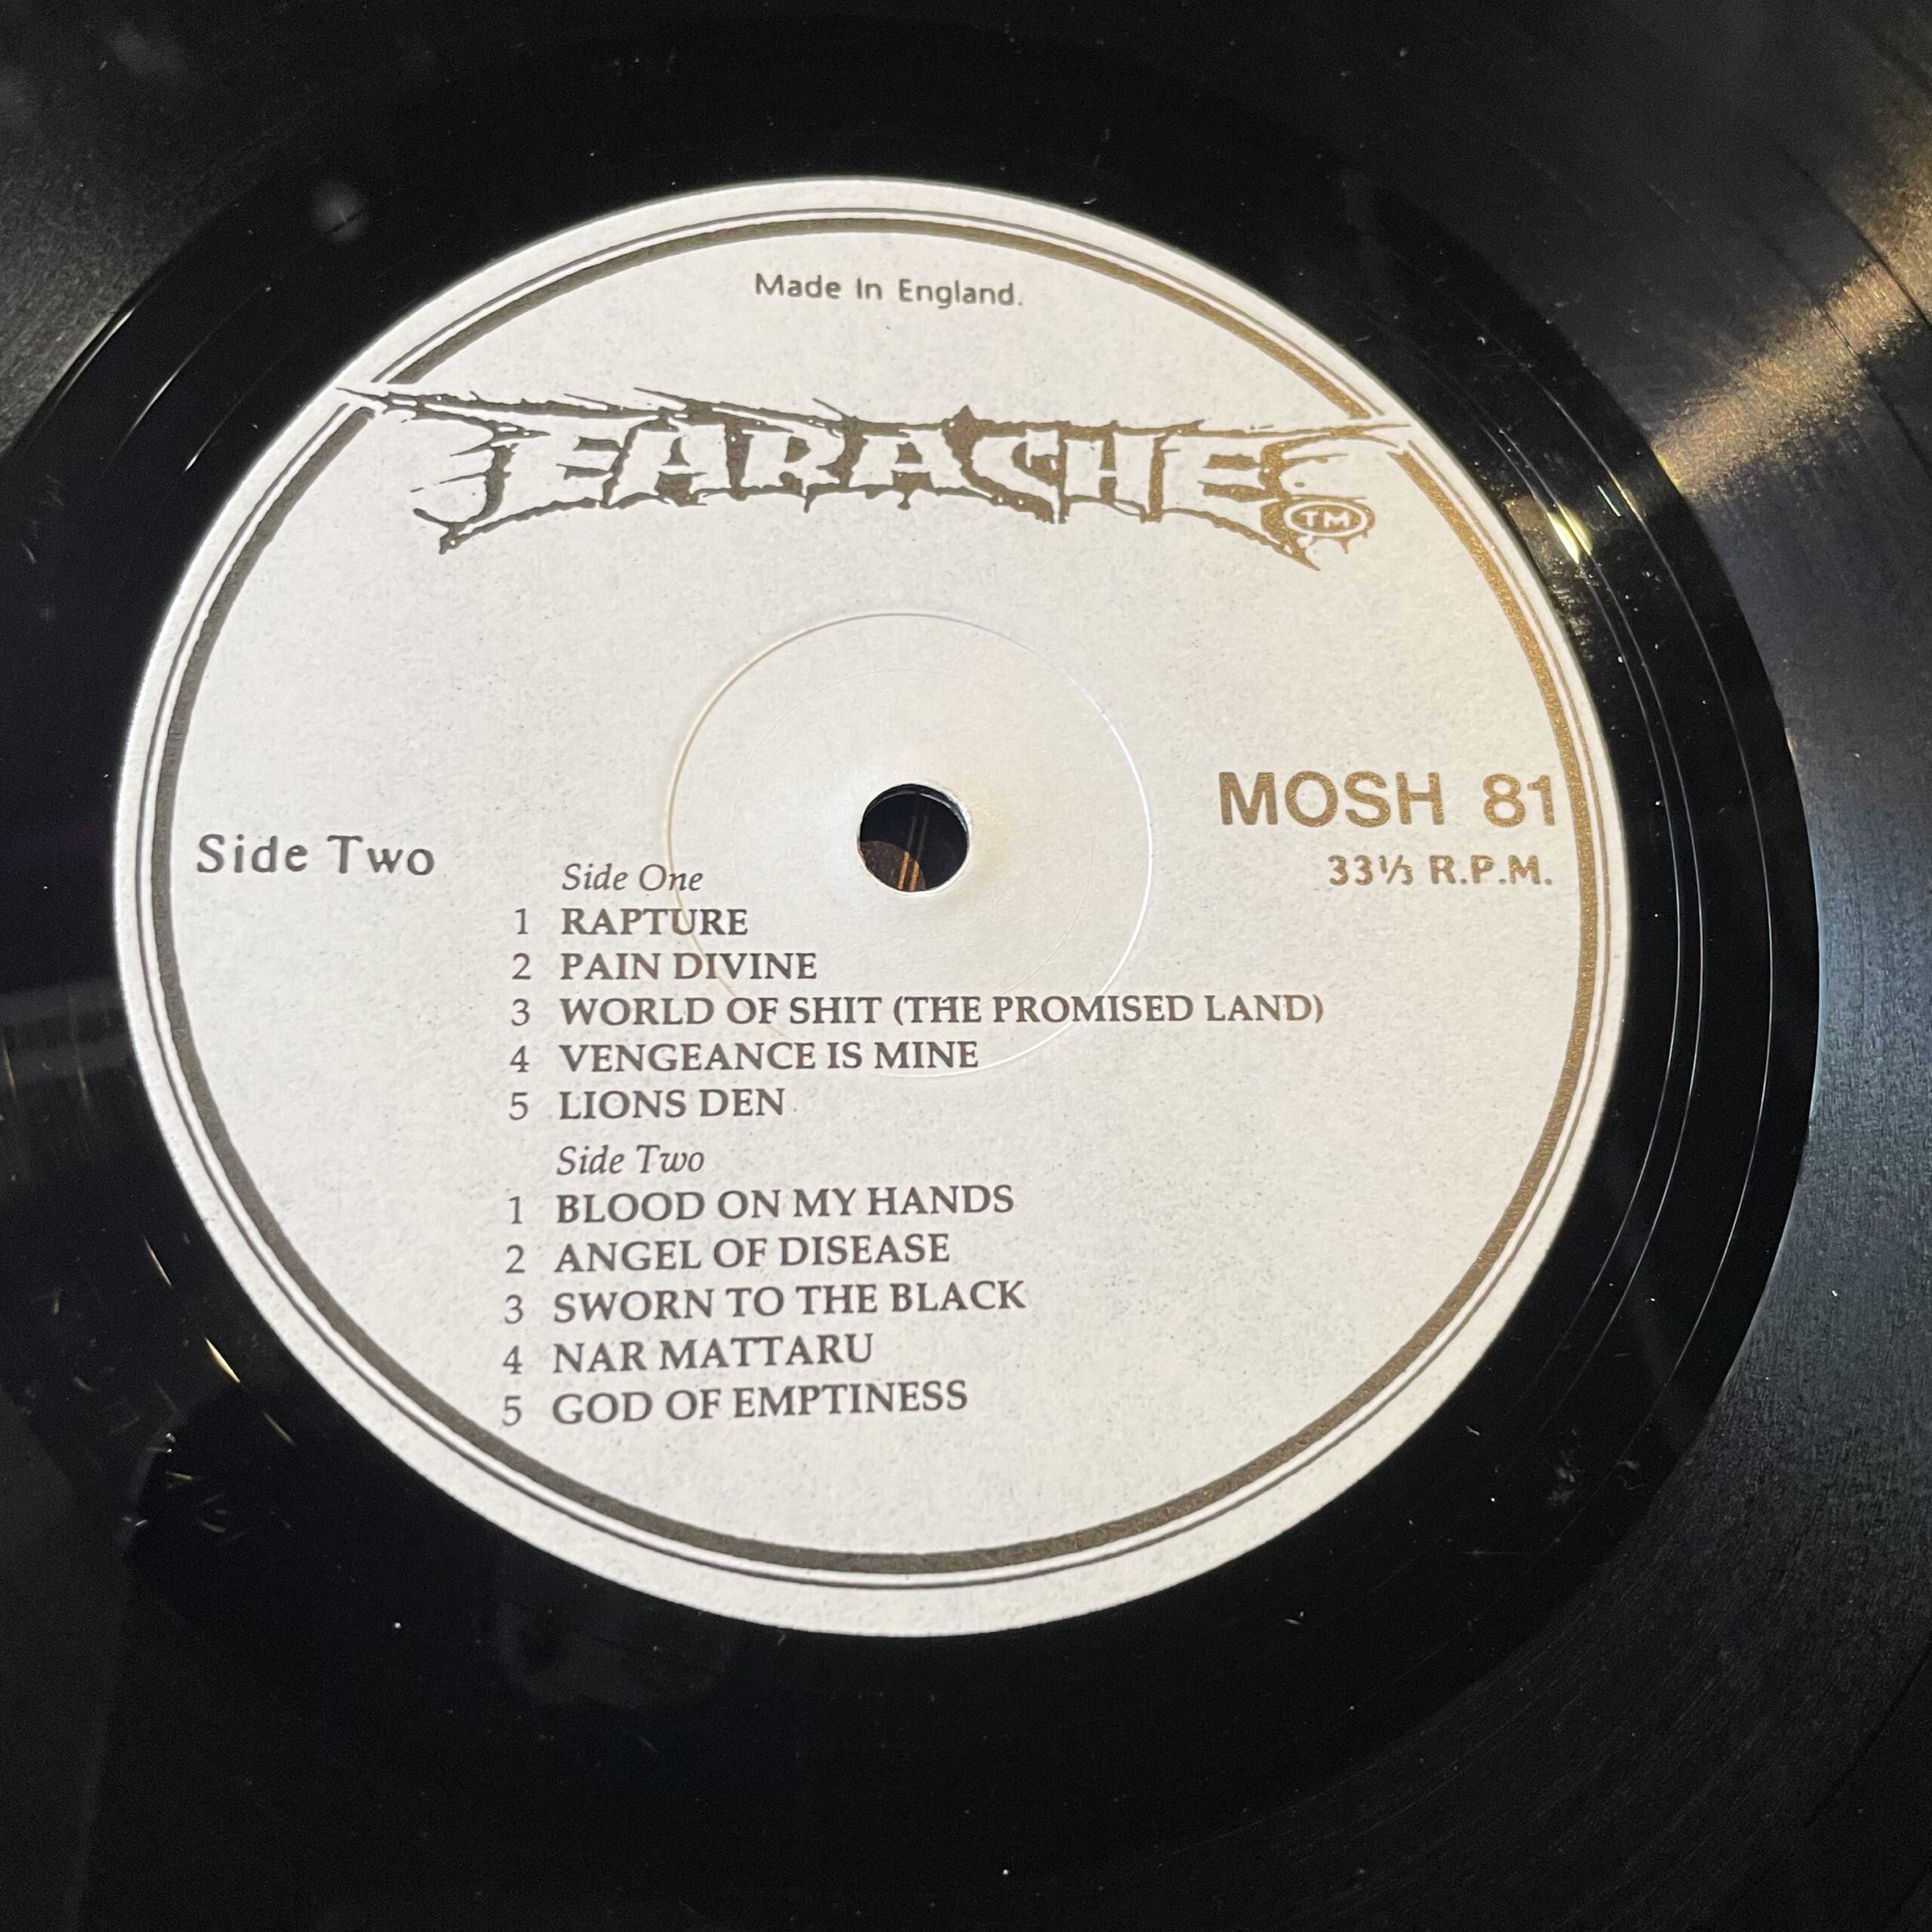 Made In England.
EARACHE
TM
MOSH 81
33⅓ R.P.M.
Side Two
Side One
1 RAPTURE
2 PAIN DIVINE
3 WORLD OF SHIT (THE PROMISED LAND)
4 VENGEANCE IS MINE
5 LIONS DEN
Side Two
1 BLOOD ON MY HANDS
2 ANGEL OF DISEASE
3 SWORN TO THE BLACK
4 NAR MATTARU
5 GOD OF EMPTINESS